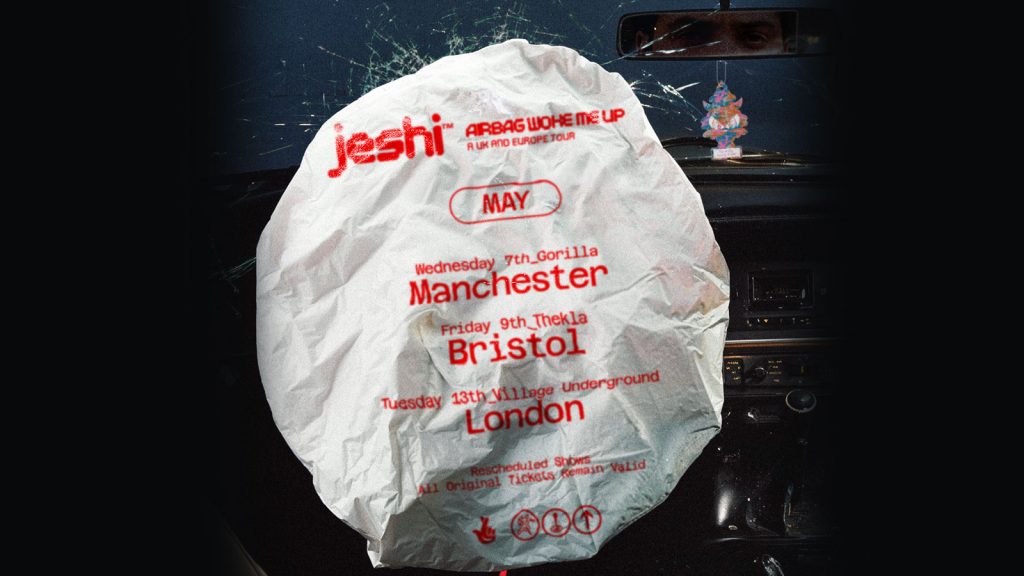 jeshi™
AIRBAG WOKE ME UP
A UK AND EUROPE TOUR
MAY
Wednesday 7th_Gorilla
Manchester
Friday 9th_Thekla
Bristol
Tuesday 13th_Village Underground
London
Rescheduled Shows
All Original Tickets Remain Valid